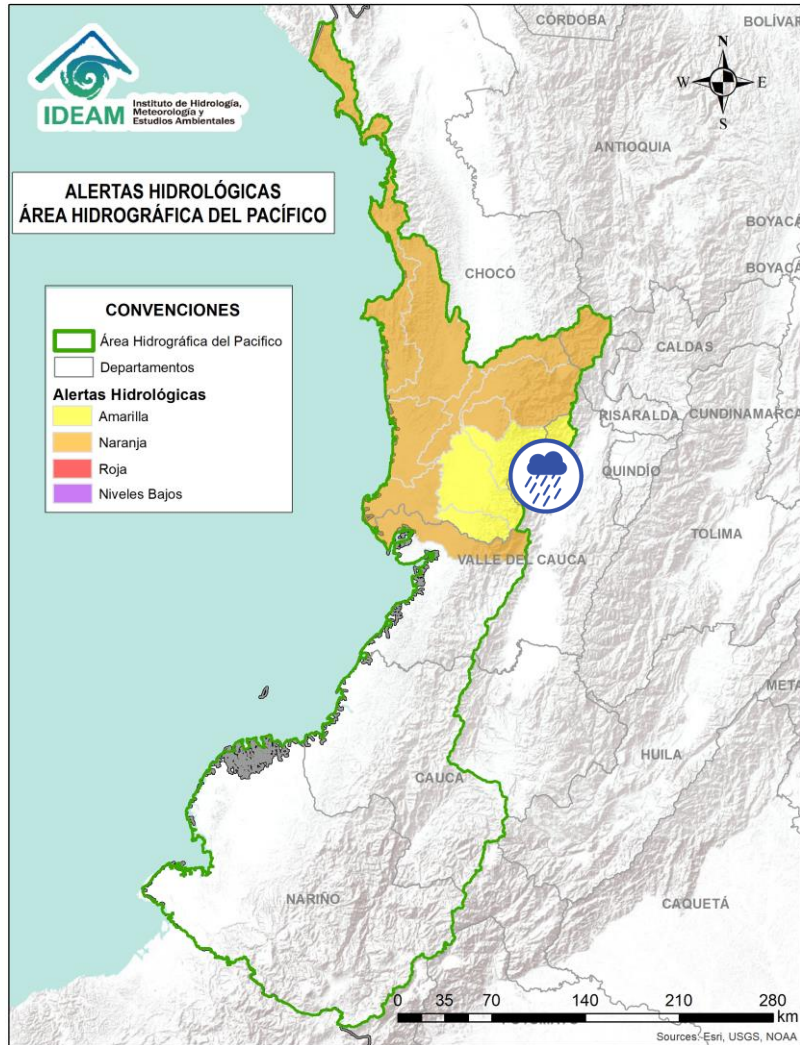 CÓRDOBA
BOLÍVAR
N
W
E
S
IDEAM
Instituto de Hidrología,
Meteorología y
Estudios Ambientales
ANTIOQUIA
ALERTAS HIDROLÓGICAS
ÁREA HIDROGRÁFICA DEL PACÍFICO
BOYACÁ
BOYACÁ
CHOCÓ
CONVENCIONES
Área Hidrográfica del Pacifico
Departamentos
Alertas Hidrológicas
Amarilla
Naranja
Roja
Niveles Bajos
CALDAS
RISARALDA
CUNDINAMARCA
QUINDÍO
TOLIMA
VALLE DEL CAUCA
META
HUILA
CAUCA
NARIÑO
CAQUETÁ
0 35 70 140 210 280
km
Sources: Esri, USGS, NOAA